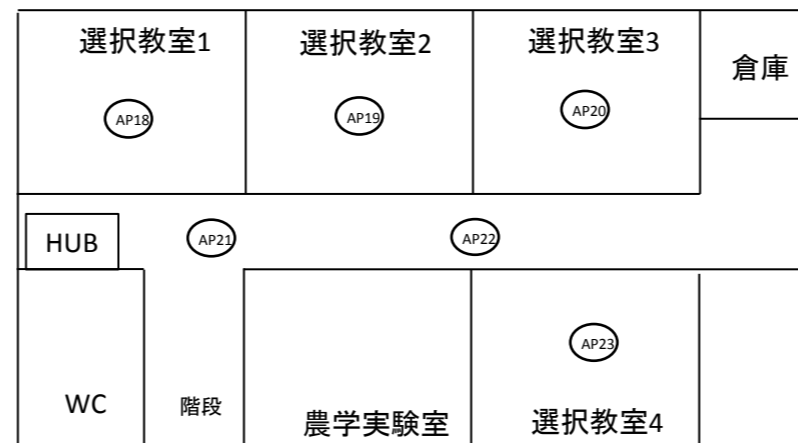 選択教室1
選択教室2
選択教室3
倉庫
AP18
AP19
AP20
HUB
AP21
AP22
AP23
WC
階段
農学実験室
選択教室4